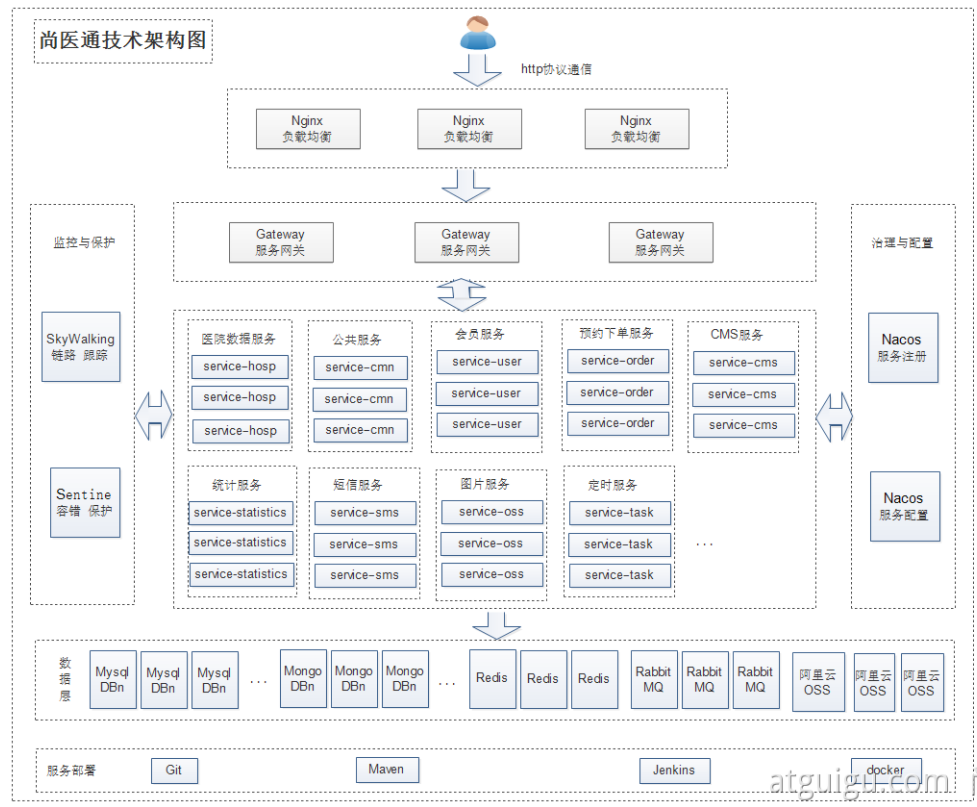 尚医通技术架构图
http协议通信
Nginx
负载均衡
Nginx
负载均衡
Nginx
负载均衡
Gateway
服务网关
Gateway
服务网关
Gateway
服务网关
监控与保护
SkyWalking
链路 跟踪
Sentine
容错 保护
医院数据服务
service-hosp
service-hosp
service-hosp
公共服务
service-cmn
service-cmn
service-cmn
会员服务
service-user
service-user
service-user
预约下单服务
service-order
service-order
service-order
CMS服务
service-cms
service-cms
service-cms
统计服务
service-statistics
service-statistics
service-statistics
短信服务
service-sms
service-sms
service-sms
图片服务
service-oss
service-oss
service-oss
定时服务
service-task
service-task
service-task
...
治理与配置
Nacos
服务注册
Nacos
服务配置
数据层
Mysql
DBn
Mysql
DBn
Mysql
DBn
...
Mongo
DBn
Mongo
DBn
Mongo
DBn
...
Redis
Redis
Redis
Rabbit
MQ
Rabbit
MQ
Rabbit
MQ
阿里云
OSS
阿里云
OSS
阿里云
OSS
服务部署
Git
Maven
Jenkins
docker
atguigu.com